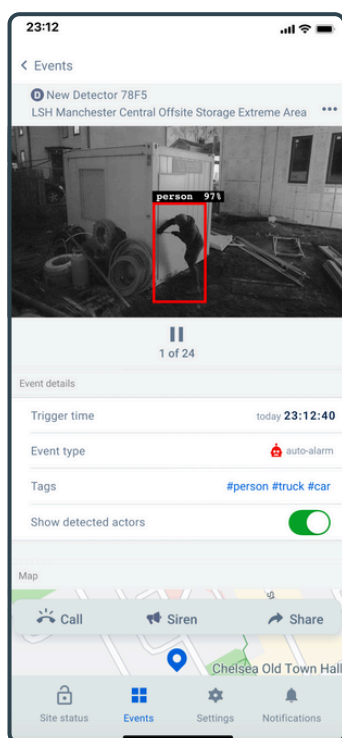 23:12
Events
D New Detector 78F5
LSH Manchester Central Offsite Storage Extreme Area
person 97%
1 of 24
Event details
Trigger time today 23:12:40
Event type auto-alarm
Tags #person #truck #car
Show detected actors
Map
Call Siren Share
Chelsea Old Town Hall
Site status Events Settings Notifications